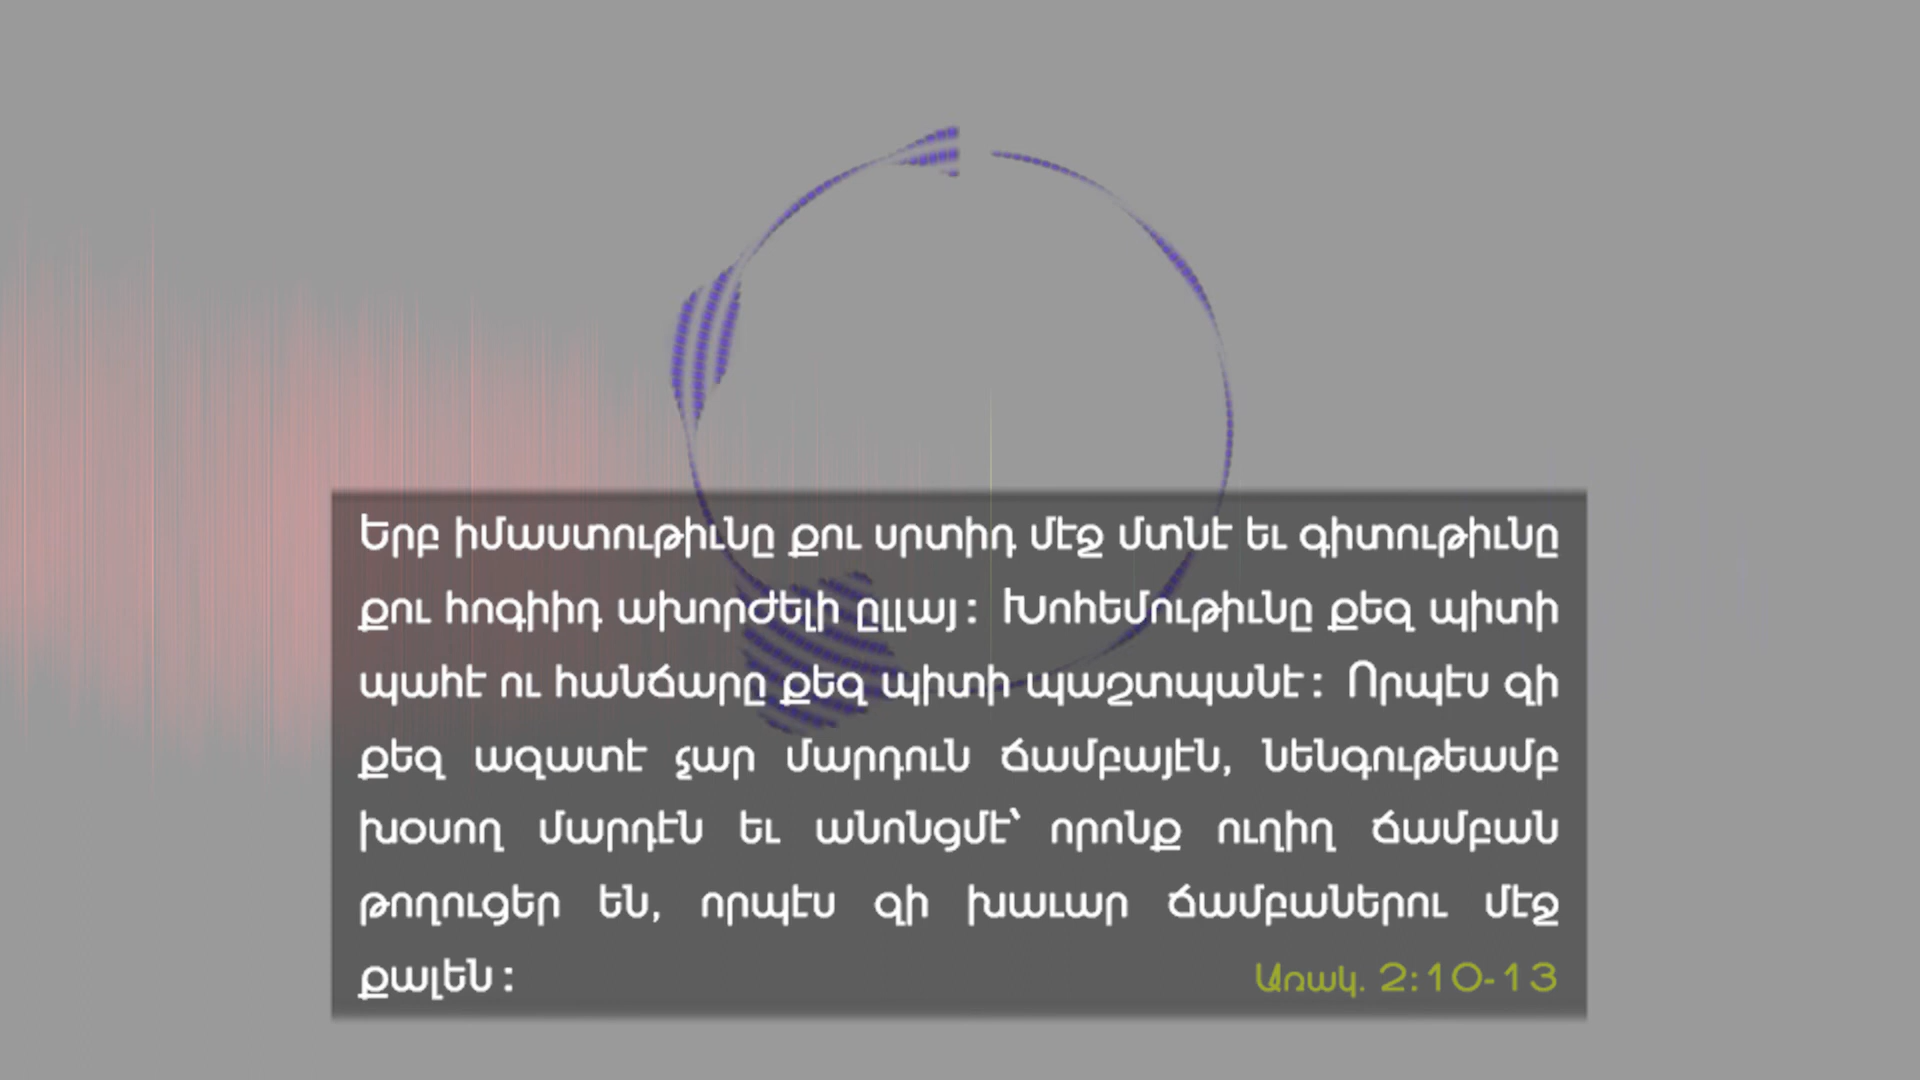 Երբ իմաստութիւնը քու սրտիդ մէջ մտնէ եւ գիտութիւնը
քու հոգիիդ ախորժելի ըլլայ: Խոհեմութիւնը քեզ պիտի
պահէ ու հանճարը քեզ պիտի պաշտպանէ: Որպէս զի
քեզ ազատէ չար մարդուն ճամբայէն, նենգութեամբ
խօսող մարդէն եւ անոնցմէ՝ որոնք ուղիղ ճամբան
թողուցեր են, որպէս զի խաւար ճամբաներու մէջ
քալեն:
Առակ. 2:10-13